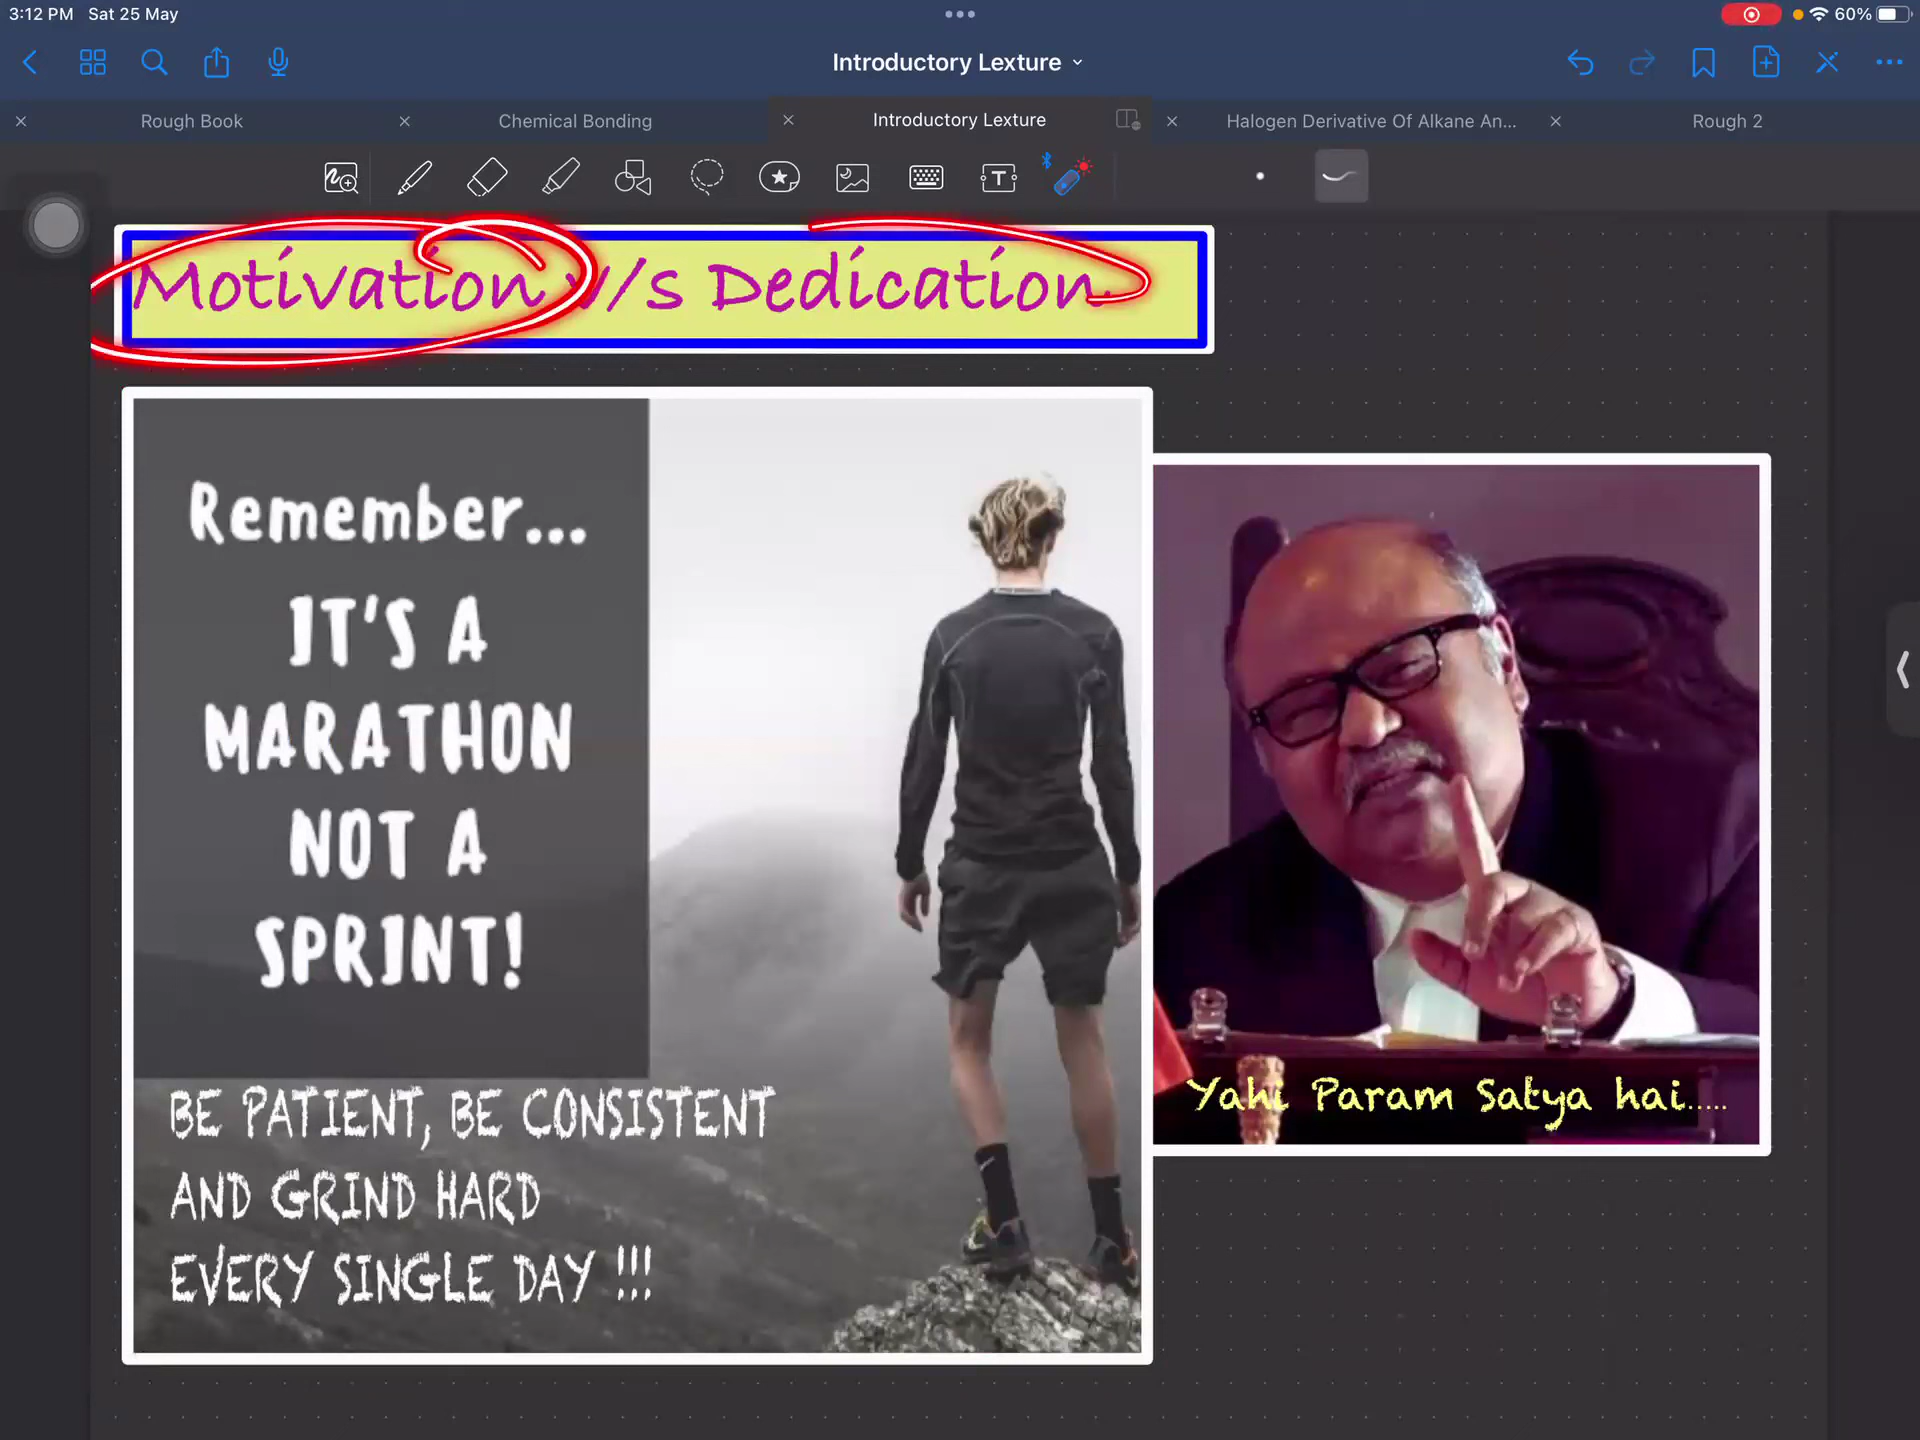 3:12 PM Sat 25 May
60%
Introductory Lexture
Rough Book
Chemical Bonding
Introductory Lexture
Halogen Derivative Of Alkane An...
Rough 2
T
Motivation v/s Dedication
Remember...
IT'S A
MARATHON
NOT A
SPRINT!
BE PATIENT, BE CONSISTENT
AND GRIND HARD
EVERY SINGLE DAY !!!
Yahi Param Satya hai.....